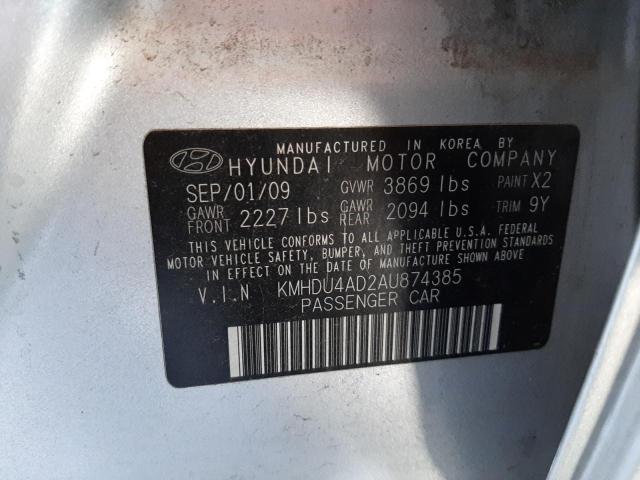 MANUFACTURED IN KOREA BY
HYUNDAI MOTOR COMPANY
SEP/01/09 GVWR 3869 lbs PAINT X2
GAWR FRONT 2227 lbs GAWR REAR 2094 lbs TRIM 9Y
THIS VEHICLE CONFORMS TO ALL APPLICABLE U.S.A. FEDERAL
MOTOR VEHICLE SAFETY, BUMPER, AND THEFT PREVENTION STANDARDS
IN EFFECT ON THE DATE OF MANUFACTURE SHOWN ABOVE.
V.I.N KMHDU4AD2AU874385
PASSENGER CAR